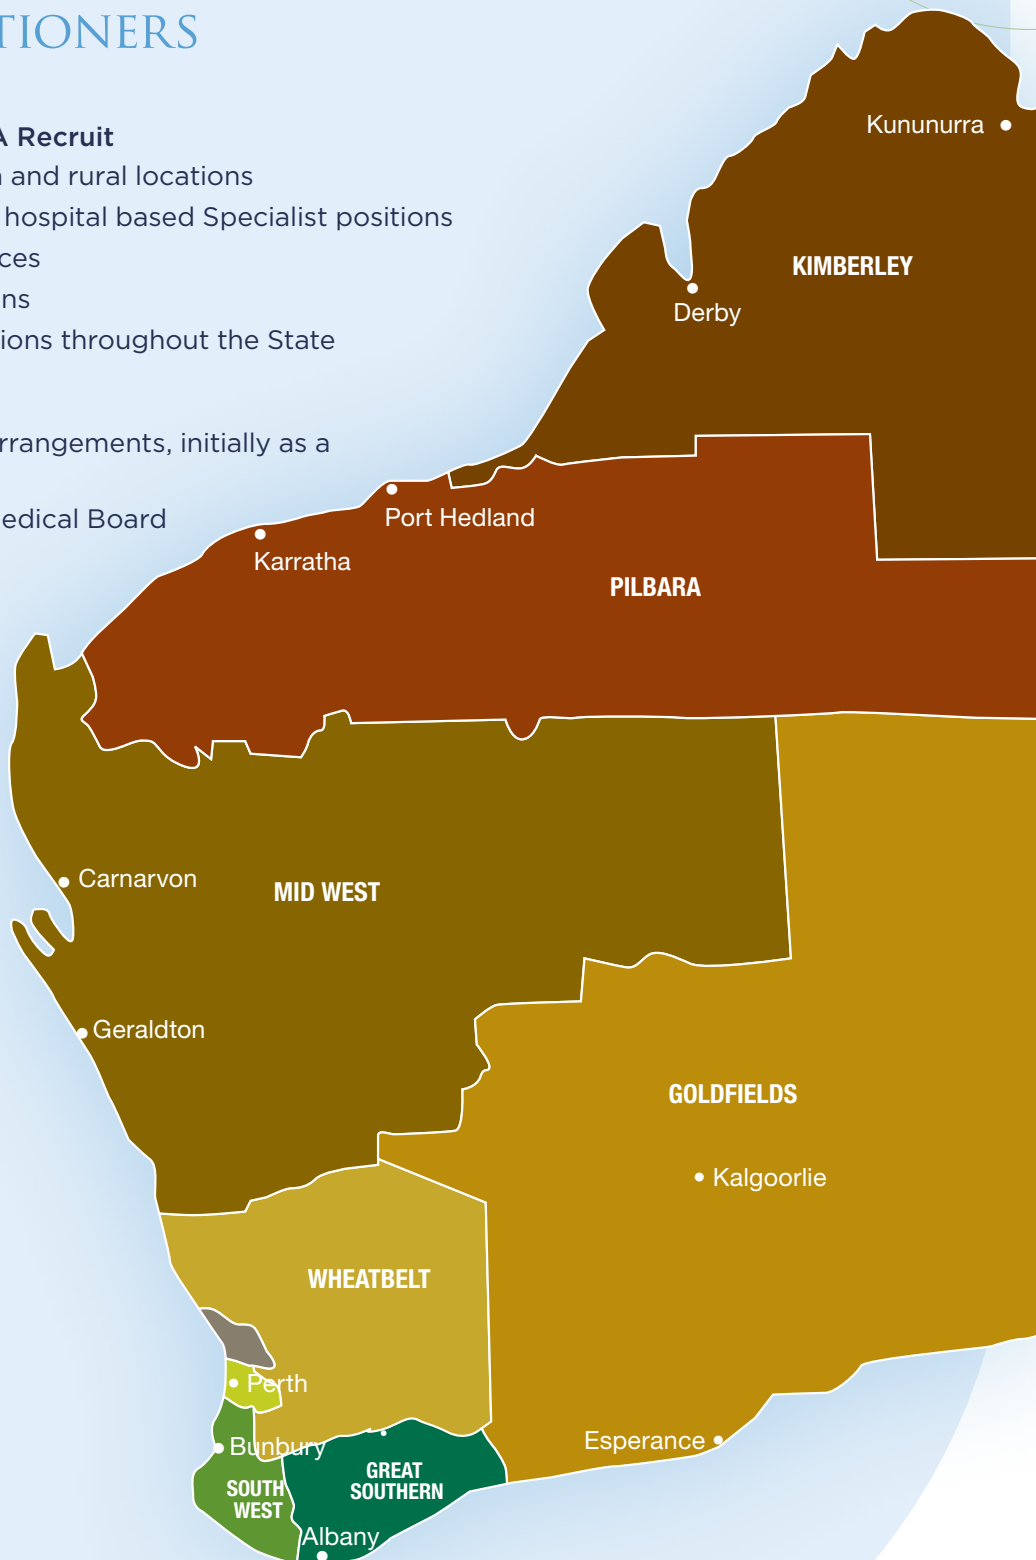 TIONERS
A Recruit
and rural locations
hospital based Specialist positions
ces
ns
tions throughout the State
rrangements, initially as a
edical Board
Kununurra
KIMBERLEY
Derby
Port Hedland
Karratha
PILBARA
Carnarvon
MID WEST
Geraldton
GOLDFIELDS
Kalgoorlie
WHEATBELT
Perth
Esperance
Bunbury
GREAT
SOUTHERN
SOUTH
WEST
Albany